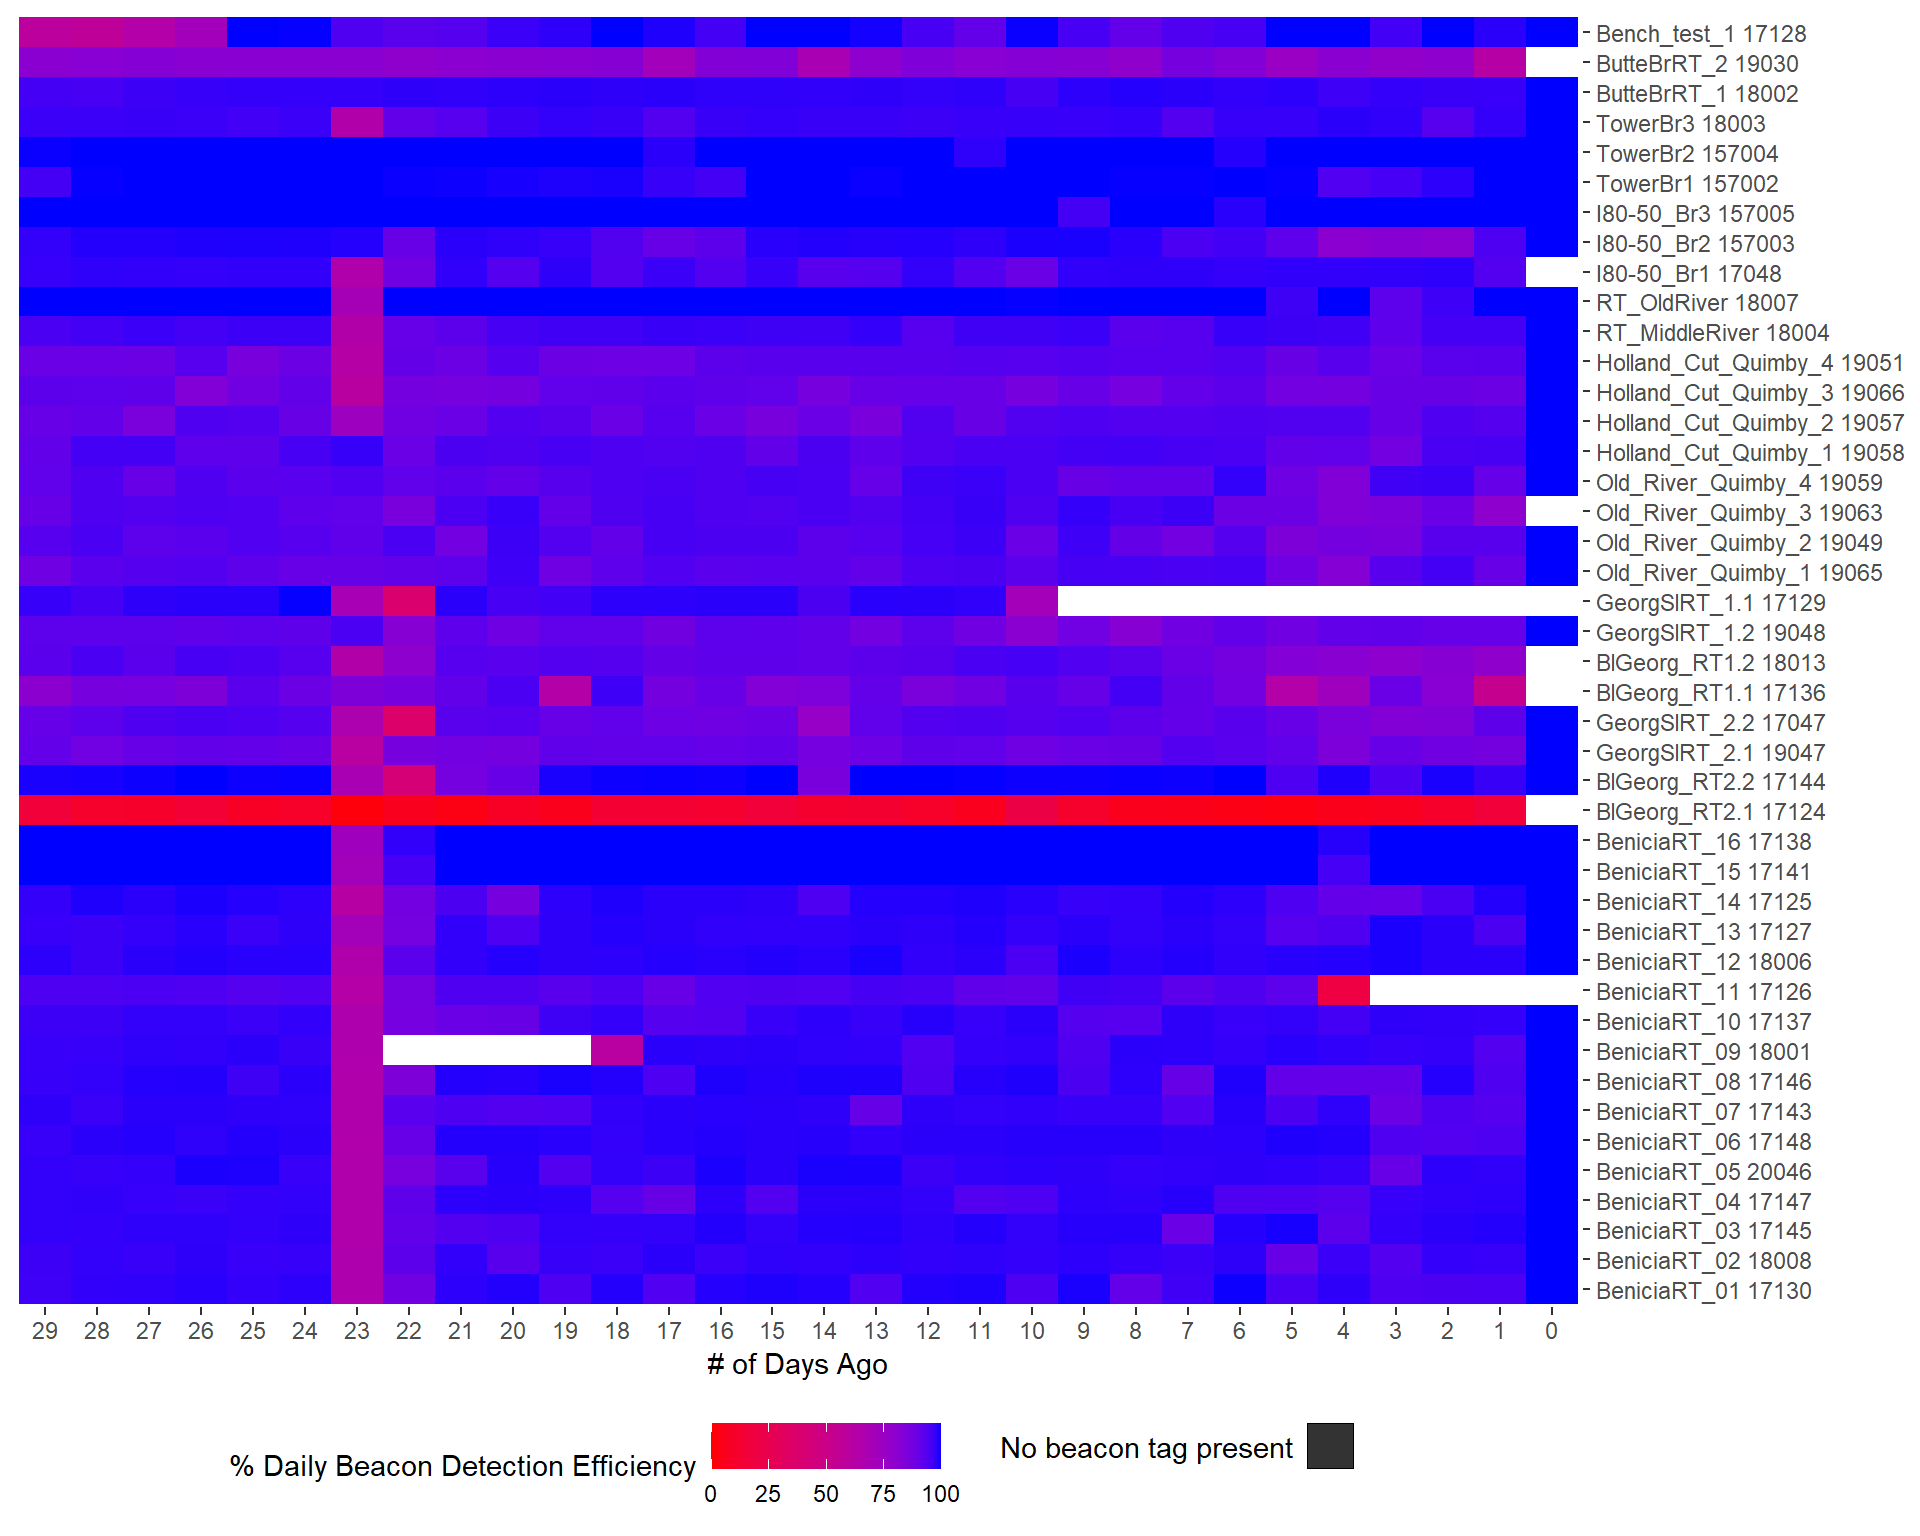 Bench_test_1 17128
ButteBrRT_2 19030
ButteBrRT_1 18002
TowerBr3 18003
TowerBr2 157004
TowerBr1 157002
I80-50_Br3 157005
I80-50_Br2 157003
I80-50_Br1 17048
RT_OldRiver 18007
RT_MiddleRiver 18004
Holland_Cut_Quimby_4 19051
Holland_Cut_Quimby_3 19066
Holland_Cut_Quimby_2 19057
Holland_Cut_Quimby_1 19058
Old_River_Quimby_4 19059
Old_River_Quimby_3 19063
Old_River_Quimby_2 19049
Old_River_Quimby_1 19065
GeorgSlRT_1.1 17129
GeorgSlRT_1.2 19048
BlGeorg_RT1.2 18013
BlGeorg_RT1.1 17136
GeorgSlRT_2.2 17047
GeorgSlRT_2.1 19047
BlGeorg_RT2.2 17144
BlGeorg_RT2.1 17124
BeniciaRT_16 17138
BeniciaRT_15 17141
BeniciaRT_14 17125
BeniciaRT_13 17127
BeniciaRT_12 18006
BeniciaRT_11 17126
BeniciaRT_10 17137
BeniciaRT_09 18001
BeniciaRT_08 17146
BeniciaRT_07 17143
BeniciaRT_06 17148
BeniciaRT_05 20046
BeniciaRT_04 17147
BeniciaRT_03 17145
BeniciaRT_02 18008
BeniciaRT_01 17130
29 28 27 26 25 24 23 22 21 20 19 18 17 16 15 14 13 12 11 10 9 8 7 6 5 4 3 2 1 0
# of Days Ago
% Daily Beacon Detection Efficiency
0 25 50 75 100
No beacon tag present